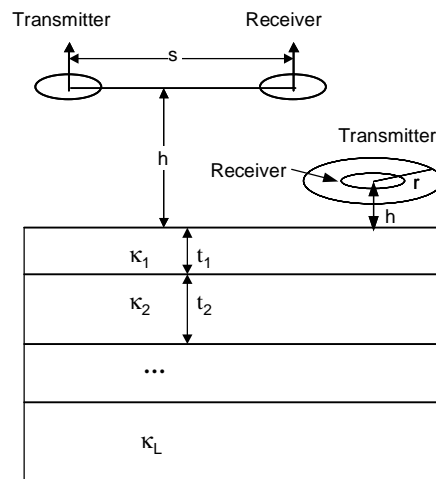 Transmitter
Receiver
s
h
Transmitter
Receiver
r
h
κ₁
t₁
κ₂
t₂
...
κL